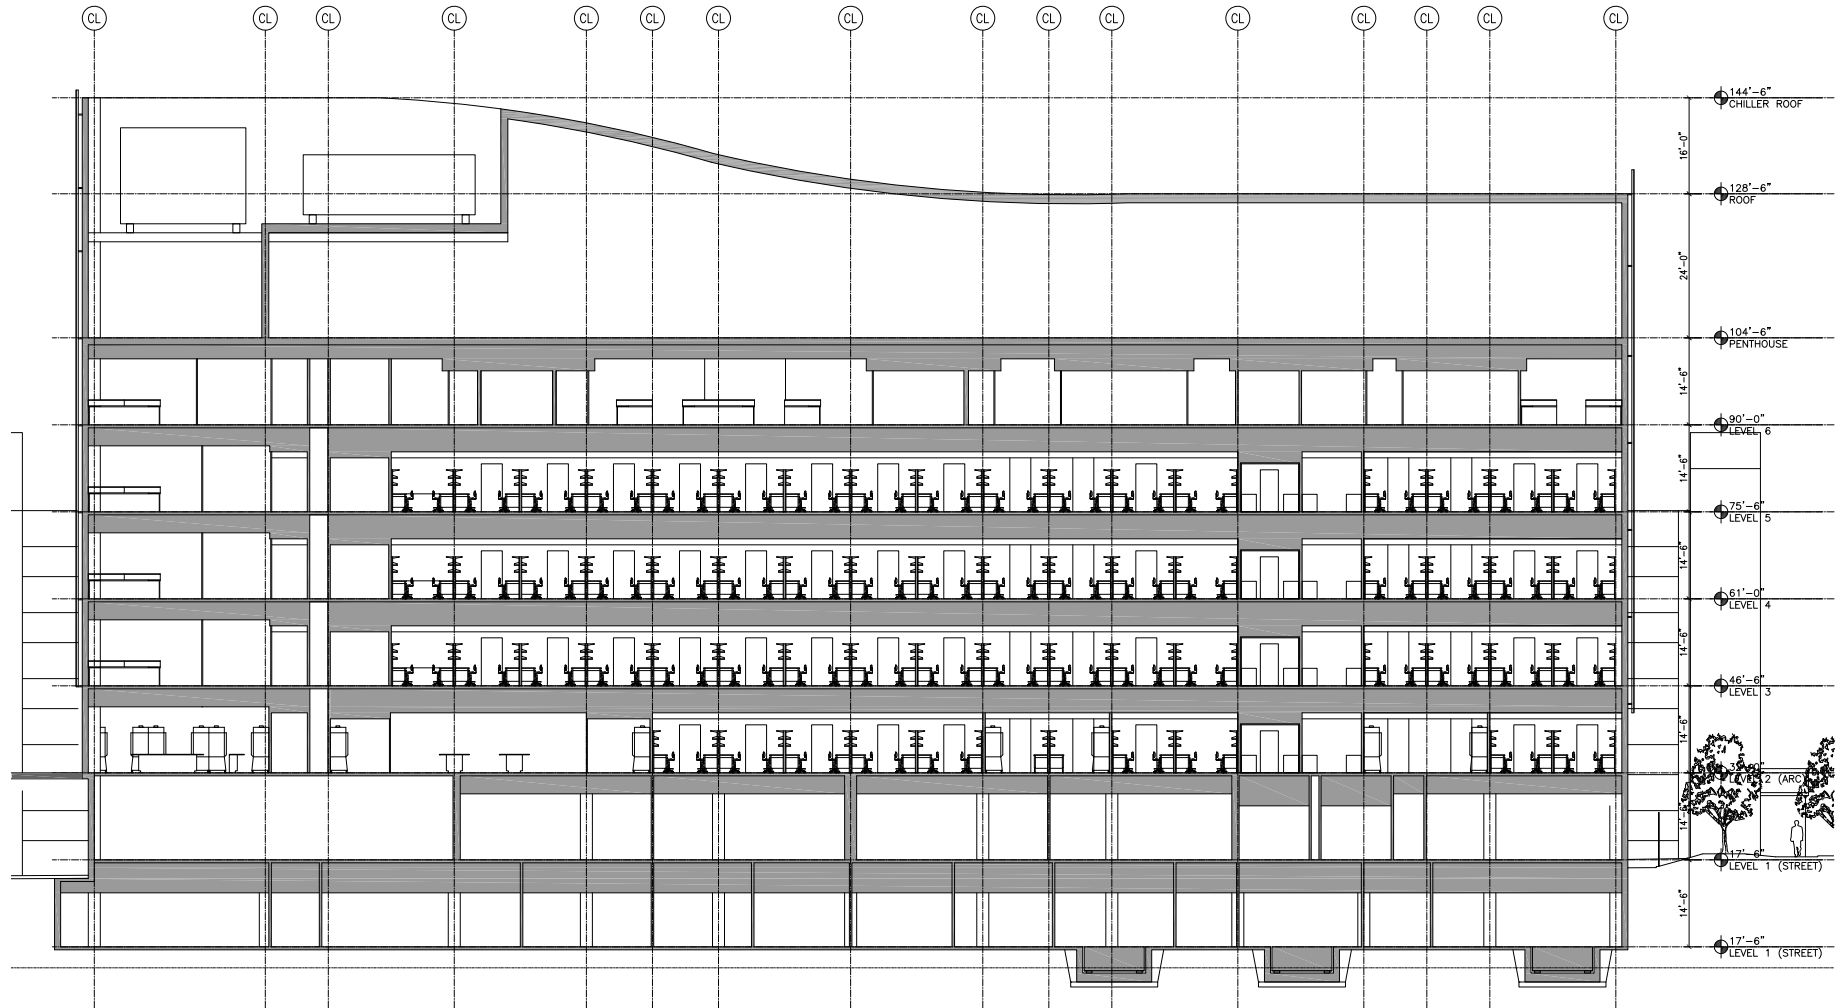 CL CL CL CL CL CL CL CL CL CL CL CL CL CL CL CL
144'-6"
CHILLER ROOF
16'-0"
128'-6"
ROOF
24'-0"
104'-6"
PENTHOUSE
14'-6"
90'-0"
LEVEL 6
14'-6"
75'-6"
LEVEL 5
14'-6"
61'-0"
LEVEL 4
14'-6"
46'-6"
LEVEL 3
14'-6"
LEVEL 2 (ARC)
14'-6"
17'-6"
LEVEL 1 (STREET)
14'-6"
17'-6"
LEVEL 1 (STREET)